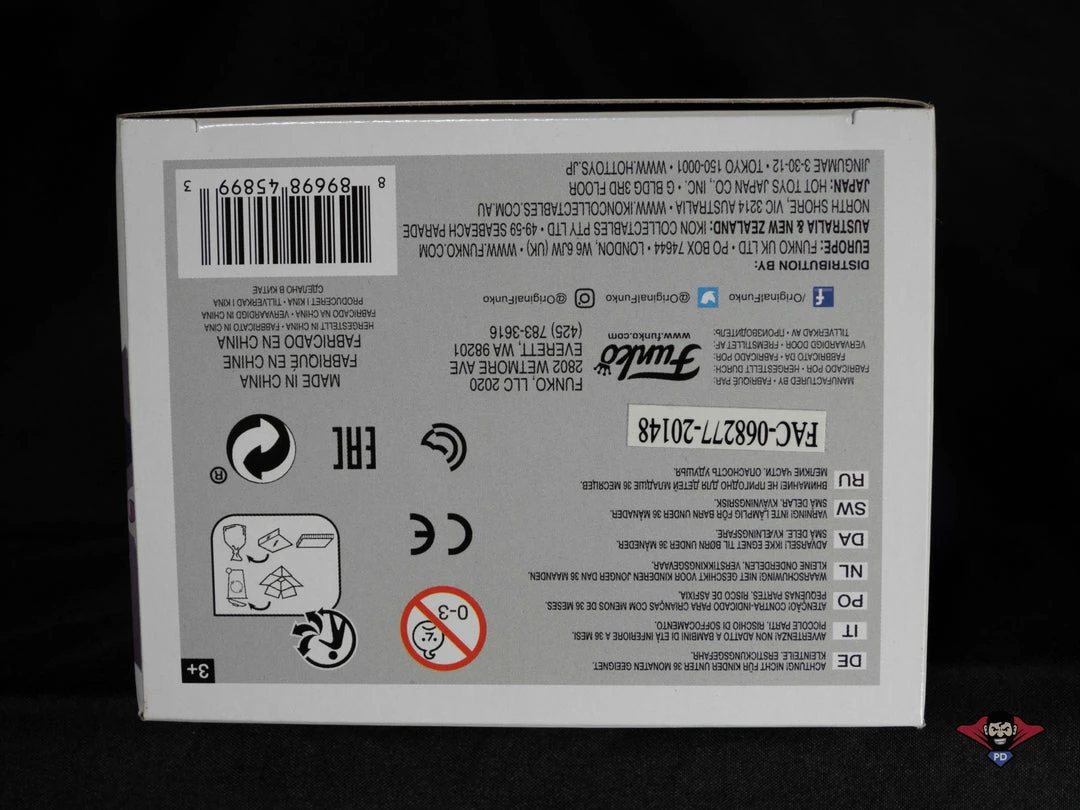 3+
DE ACHTUNG! NICHT FÜR KINDER UNTER 36 MONATEN GEEIGNET.
KLEINTEILE. ERSTICKUNGSGEFAHR.
IT AVVERTENZA! NON ADATTO A BAMBINI DI ETÀ INFERIORE A 36 MESI.
PICCOLE PARTI. RISCHIO DI SOFFOCAMENTO.
PO ATENÇÃO! CONTRA-INDICADO PARA CRIANÇAS COM MENOS DE 36 MESES.
PEQUENAS PARTES. RISCO DE ASFIXIA.
NL WAARSCHUWING! NIET GESCHIKT VOOR KINDEREN JONGER DAN 36 MAANDEN.
KLEINE ONDERDELEN. VERSTIKKINGSGEVAAR.
DA ADVARSEL! IKKE EGNET TIL BØRN UNDER 36 MÅNEDER.
SMÅ DELE. KVÆLNINGSFARE.
SW VARNING! INTE LÄMPLIG FÖR BARN UNDER 36 MÅNADER.
SMÅ DELAR. KVÄVNINGSRISK.
RU ВНИМАНИЕ! НЕ ПРИГОДНО ДЛЯ ДЕТЕЙ МЛАДШЕ 36 МЕСЯЦЕВ.
МЕЛКИЕ ЧАСТИ. ОПАСНОСТЬ УДУШЬЯ.
0-3
CE
EAC
®
FAC-068277-20148
MANUFACTURED BY • FABRIQUÉ PAR:
FABRICADO POR • HERGESTELLT DURCH:
FABRICATO DA • FABRICADO POR:
VERVAARDIGD DOOR • FREMSTILLET AF:
TILLVERKAD AV • ПРОИЗВОДИТЕЛЬ:
Funko
www.funko.com
FUNKO, LLC 2020
2802 WETMORE AVE
EVERETT, WA 98201
(425) 783-3616
MADE IN CHINA
FABRIQUÉ EN CHINE
FABRICADO EN CHINA
HERGESTELLT IN CHINA • FABBRICATO IN CINA
FABRICADO NA CHINA • VERVAARDIGD IN CHINA
PRODUCERET I KINA • TILLVERKAD I KINA
СДЕЛАНО В КИТАЕ
/OriginalFunko @OriginalFunko @OriginalFunko
DISTRIBUTION BY:
EUROPE: FUNKO UK LTD • PO BOX 74644 • LONDON, W6 6JW (UK) • WWW.FUNKO.COM
AUSTRALIA & NEW ZEALAND: IKON COLLECTABLES PTY LTD • 49-59 SEABEACH PARADE
NORTH SHORE, VIC 3214 AUSTRALIA • WWW.IKONCOLLECTABLES.COM.AU
JAPAN: HOT TOYS JAPAN CO., INC. • G BLDG 3RD FLOOR
JINGUMAE 3-30-12 • TOKYO 150-0001 • WWW.HOTTOYS.JP
8 89698 45899 3
PD